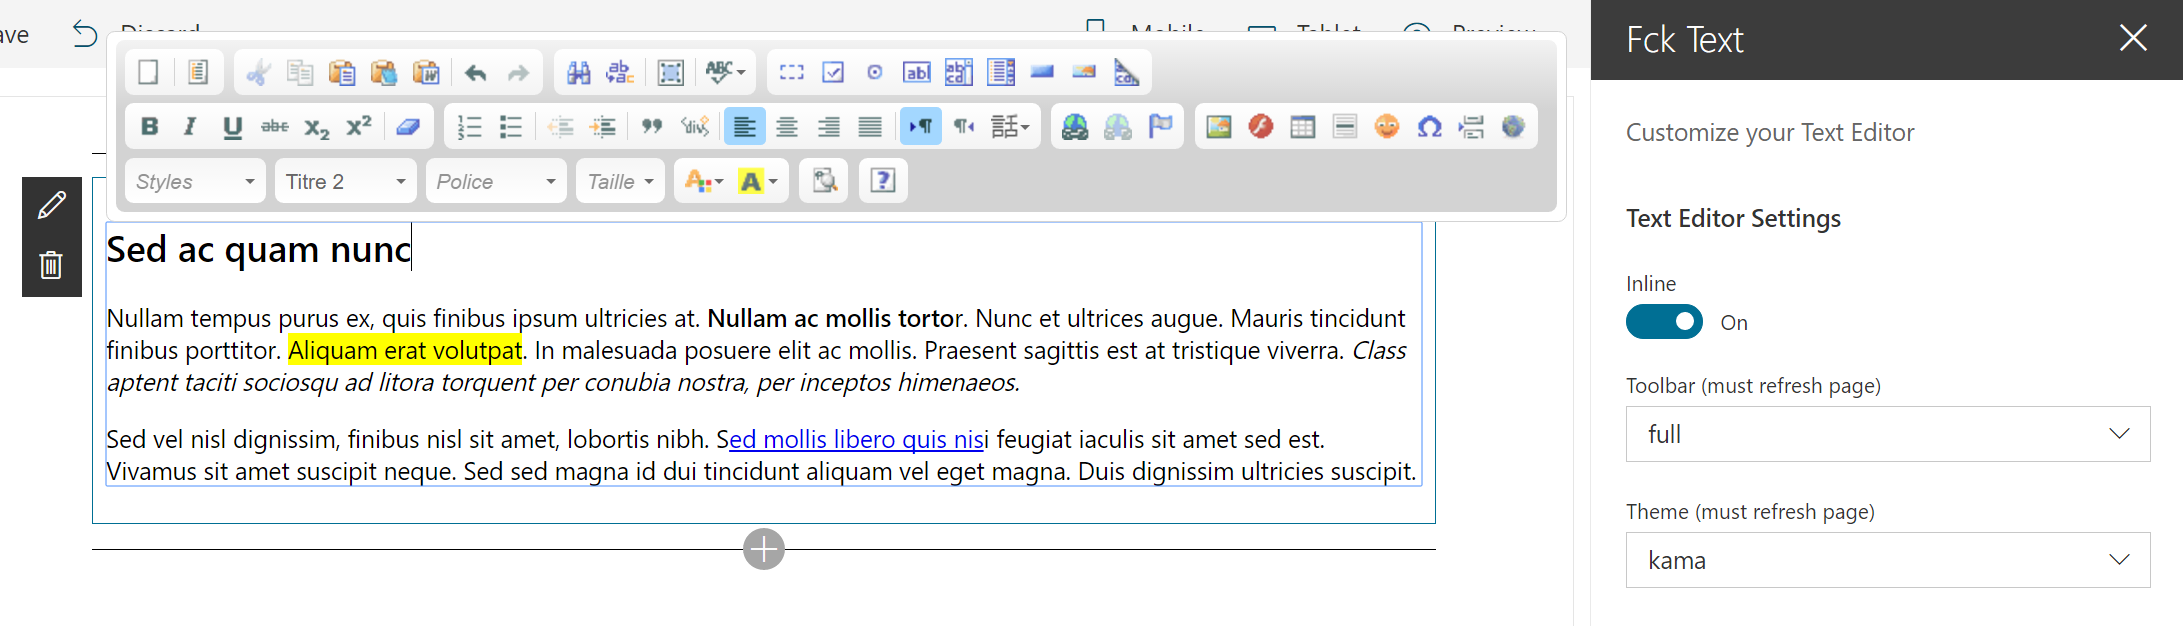 ave
Discard
Mobile
Tablet
Preview
Fck Text
Customize your Text Editor
Styles
Titre 2
Police
Taille
Sed ac quam nunc
Nullam tempus purus ex, quis finibus ipsum ultricies at. Nullam ac mollis tortor. Nunc et ultrices augue. Mauris tincidunt
finibus porttitor. Aliquam erat volutpat. In malesuada posuere elit ac mollis. Praesent sagittis est at tristique viverra. Class
aptent taciti sociosqu ad litora torquent per conubia nostra, per inceptos himenaeos.
Sed vel nisl dignissim, finibus nisl sit amet, lobortis nibh. Sed mollis libero quis nisi feugiat iaculis sit amet sed est.
Vivamus sit amet suscipit neque. Sed sed magna id dui tincidunt aliquam vel eget magna. Duis dignissim ultricies suscipit.
Text Editor Settings
Inline
On
Toolbar (must refresh page)
full
Theme (must refresh page)
kama